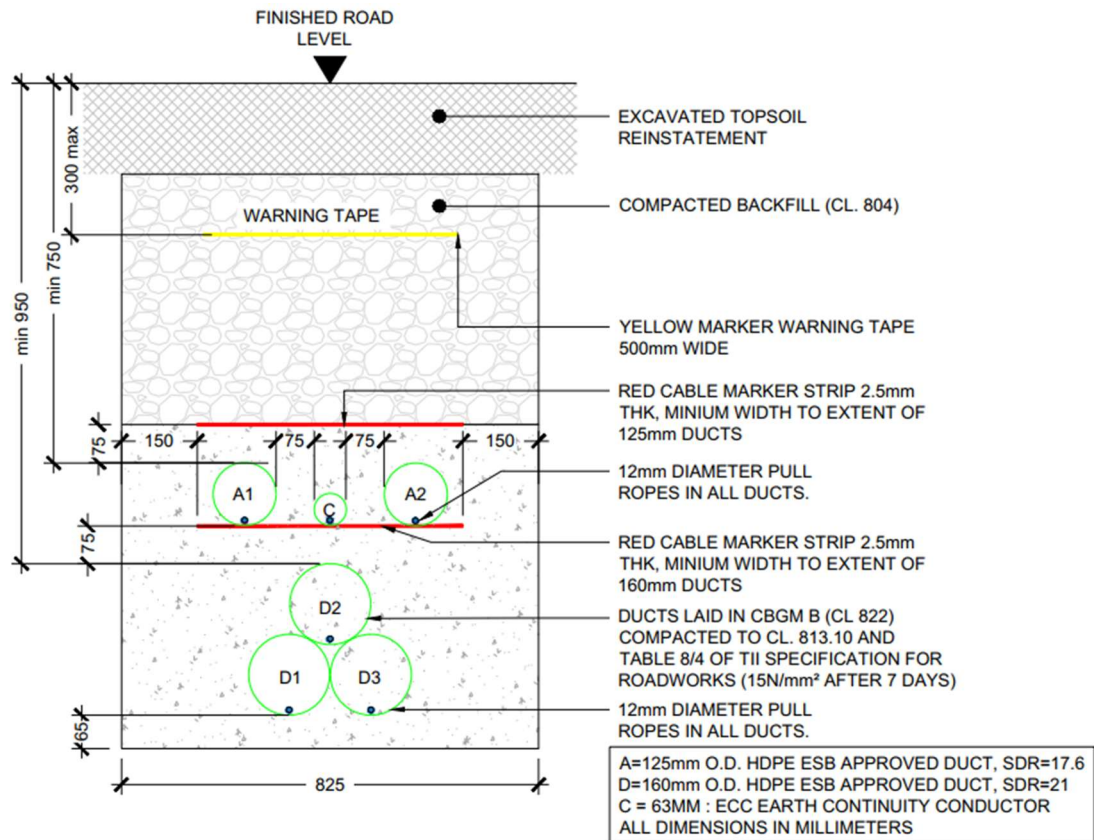 FINISHED ROAD
LEVEL
EXCAVATED TOPSOIL
REINSTATEMENT
300 max
min 750
min 950
COMPACTED BACKFILL (CL. 804)
WARNING TAPE
YELLOW MARKER WARNING TAPE
500mm WIDE
RED CABLE MARKER STRIP 2.5mm
THK, MINIUM WIDTH TO EXTENT OF
125mm DUCTS
75
150
75
75
150
A1
C
A2
12mm DIAMETER PULL
ROPES IN ALL DUCTS.
75
RED CABLE MARKER STRIP 2.5mm
THK, MINIUM WIDTH TO EXTENT OF
160mm DUCTS
D2
D1
D3
DUCTS LAID IN CBGM B (CL 822)
COMPACTED TO CL. 813.10 AND
TABLE 8/4 OF TII SPECIFICATION FOR
ROADWORKS (15N/mm² AFTER 7 DAYS)
12mm DIAMETER PULL
ROPES IN ALL DUCTS.
65
825
A=125mm O.D. HDPE ESB APPROVED DUCT, SDR=17.6
D=160mm O.D. HDPE ESB APPROVED DUCT, SDR=21
C = 63MM : ECC EARTH CONTINUITY CONDUCTOR
ALL DIMENSIONS IN MILLIMETERS